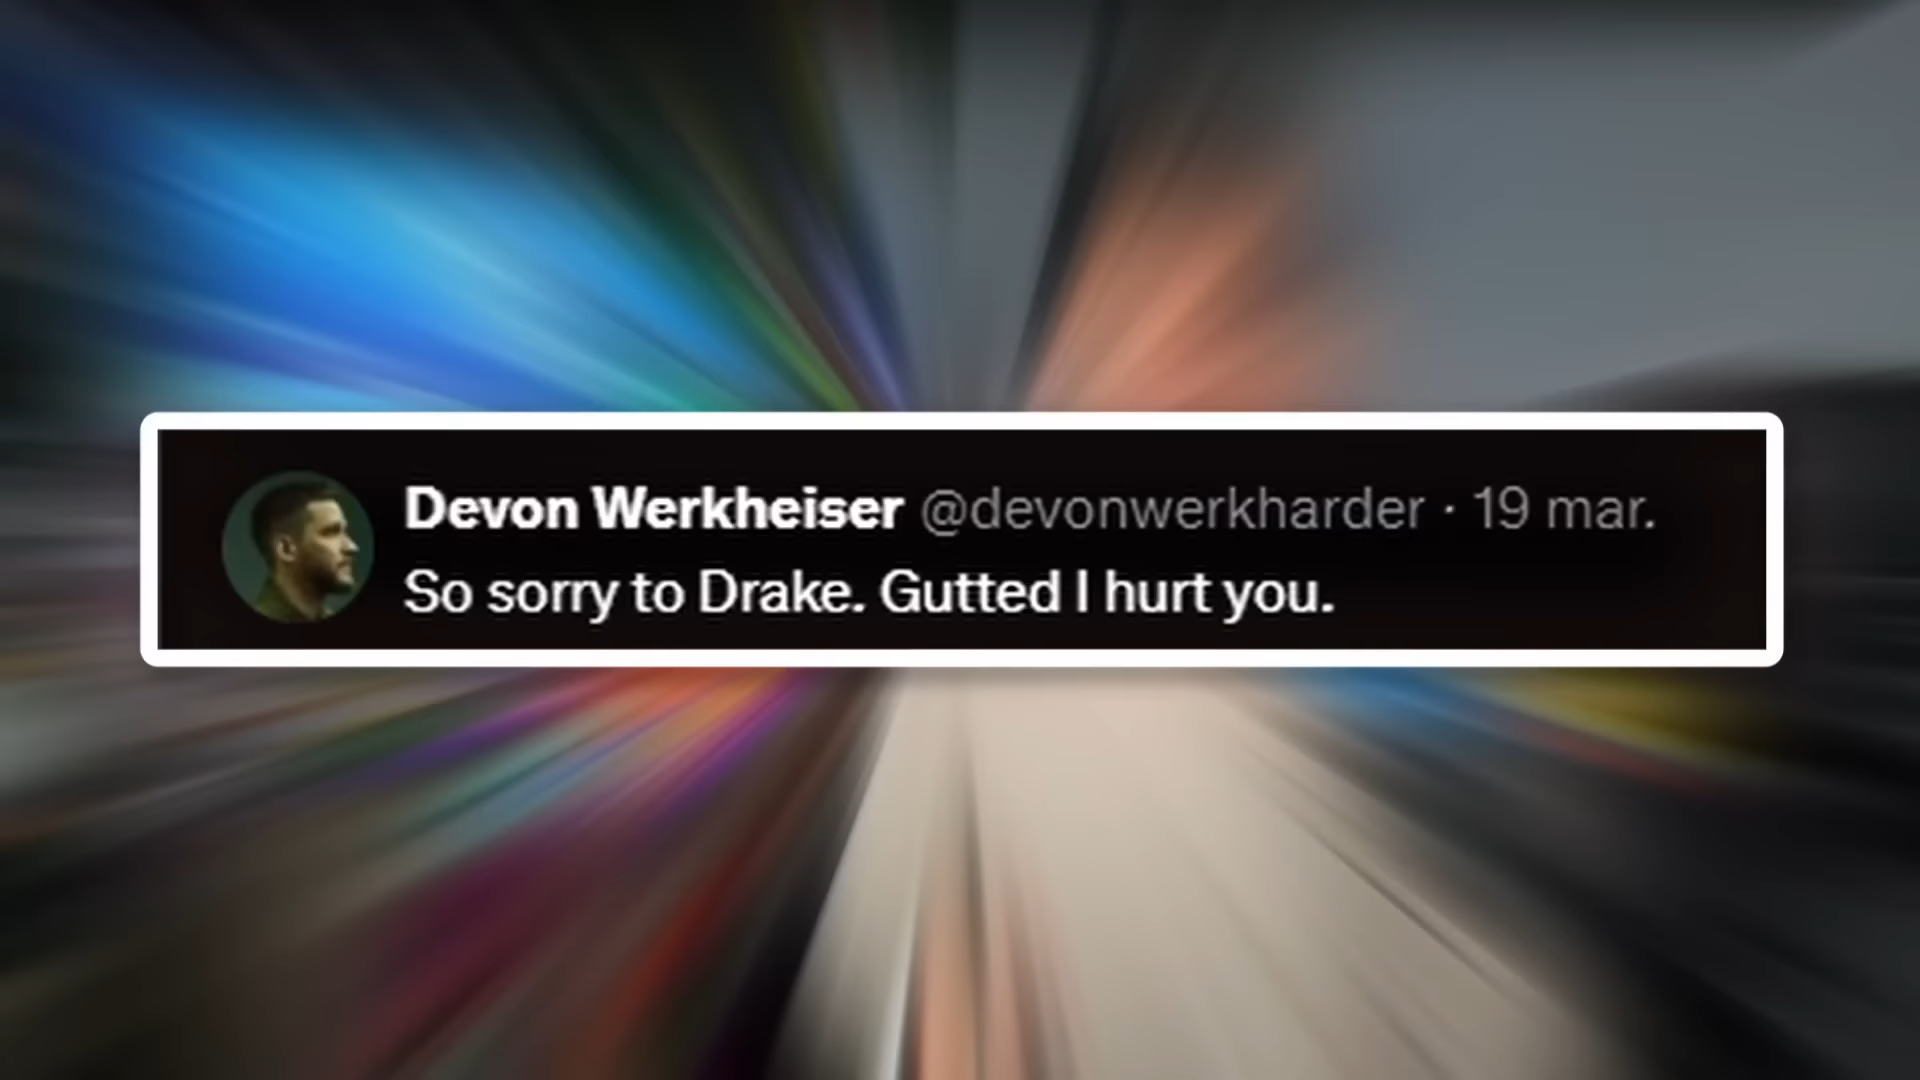 Devon Werkheiser @devonwerkharder · 19 mar.
So sorry to Drake. Gutted I hurt you.